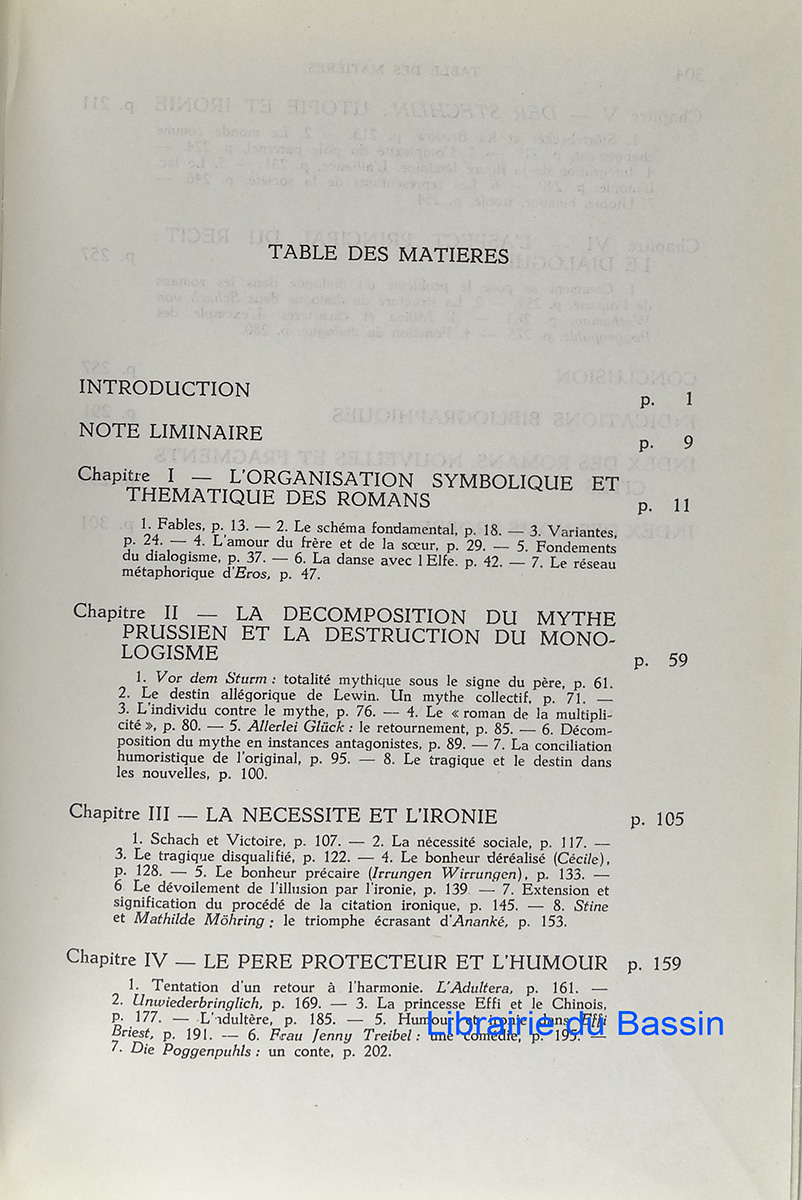 TABLE DES MATIERES
INTRODUCTION p. 1
NOTE LIMINAIRE p. 9
Chapitre I — L'ORGANISATION SYMBOLIQUE ET
THEMATIQUE DES ROMANS p. 11
1. Fables, p. 13. — 2. Le schéma fondamental, p. 18. — 3. Variantes,
p. 24. — 4. L'amour du frère et de la sœur, p. 29. — 5. Fondements
du dialogisme, p. 37. — 6. La danse avec l Elfe. p. 42. — 7. Le réseau
métaphorique d'Eros, p. 47.
Chapitre II — LA DECOMPOSITION DU MYTHE
PRUSSIEN ET LA DESTRUCTION DU MONO-
LOGISME p. 59
1. Vor dem Sturm : totalité mythique sous le signe du père, p. 61.
2. Le destin allégorique de Lewin. Un mythe collectif, p. 71. —
3. L'individu contre le mythe, p. 76. — 4. Le « roman de la multipli-
cité », p. 80. — 5. Allerlei Glück : le retournement, p. 85. — 6. Décom-
position du mythe en instances antagonistes, p. 89. — 7. La conciliation
humoristique de l'original, p. 95. — 8. Le tragique et le destin dans
les nouvelles, p. 100.
Chapitre III — LA NECESSITE ET L'IRONIE p. 105
1. Schach et Victoire, p. 107. — 2. La nécessité sociale, p. 117. —
3. Le tragique disqualifié, p. 122. — 4. Le bonheur déréalisé (Cécile),
p. 128. — 5. Le bonheur précaire (Irrungen Wirrungen), p. 133. —
6 Le dévoilement de l'illusion par l'ironie, p. 139 — 7. Extension et
signification du procédé de la citation ironique, p. 145. — 8. Stine
et Mathilde Möhring : le triomphe écrasant d'Ananké, p. 153.
Chapitre IV — LE PERE PROTECTEUR ET L'HUMOUR p. 159
1. Tentation d'un retour à l'harmonie. L'Adultera, p. 161. —
2. Unwiederbringlich, p. 169. — 3. La princesse Effi et le Chinois,
p. 177. — L'adultère, p. 185. — 5. Humour et ironie dans Effi
Briest, p. 191. — 6. Frau Jenny Treibel : une comédie, p. 195. —
7. Die Poggenpuhls : un conte, p. 202.
Librairie du Bassin